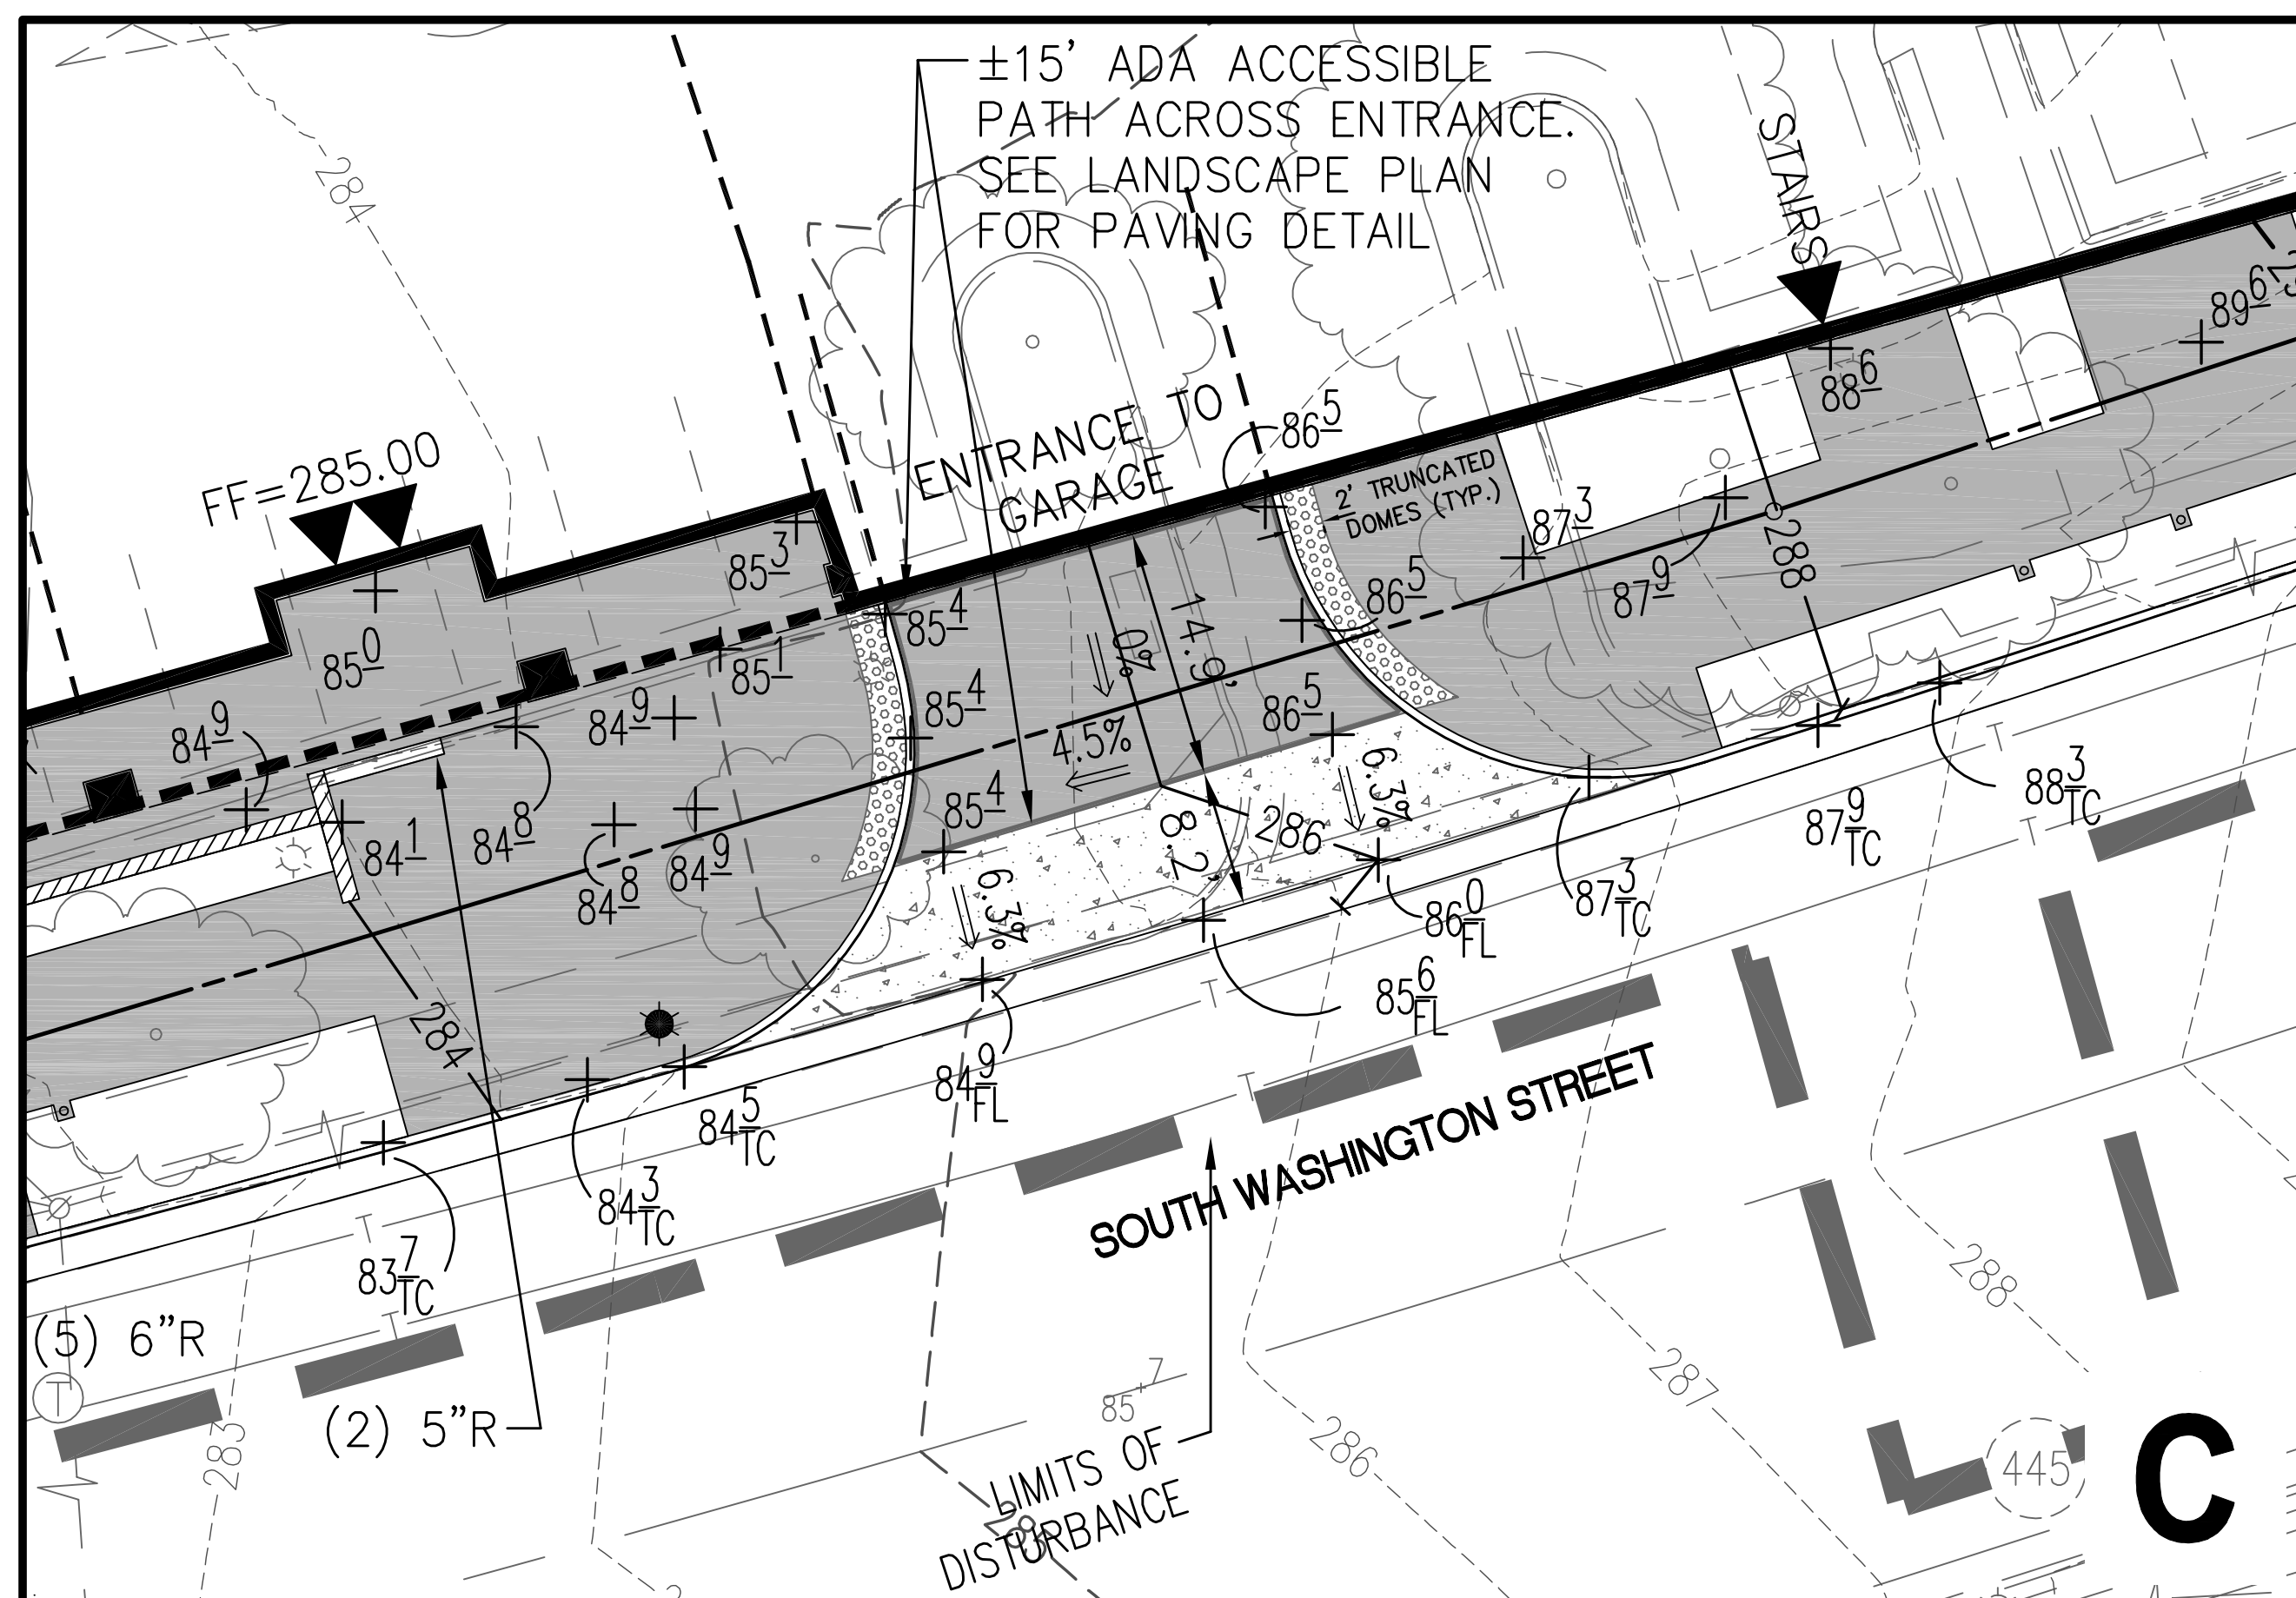 ±15' ADA ACCESSIBLE
PATH ACROSS ENTRANCE.
SEE LANDSCAPE PLAN
FOR PAVING DETAIL
STAIRS
284
896
886
865
ENTRANCE TO
GARAGE
2' TRUNCATED
DOMES (TYP.)
FF=285.00
873
879
288
853
854
865
0%
14.9'
850
851
849
849
854
865
4.5%
6.3%
854
8.2'
286
841
848
848
849
6.3%
883
TC
879
TC
873
TC
860
FL
856
FL
284
849
FL
845
TC
843
TC
837
TC
SOUTH WASHINGTON STREET
288
287
286
(5) 6"R
T
(2) 5"R
283
857
LIMITS OF
DISTURBANCE
445
C